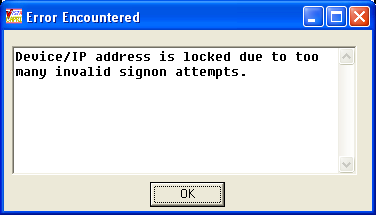 Error Encountered
Device/IP address is locked due to too
many invalid signon attempts.
OK